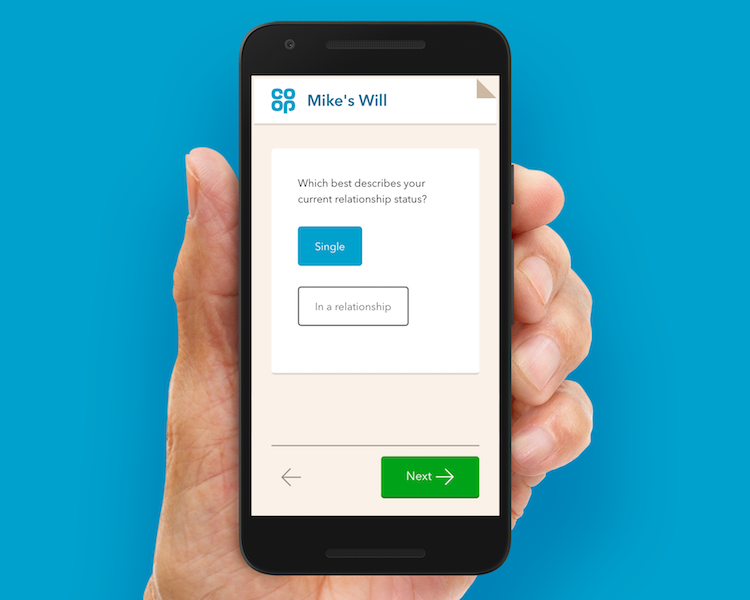 CO
OP
Mike's Will
Which best describes your
current relationship status?
Single
In a relationship
Next